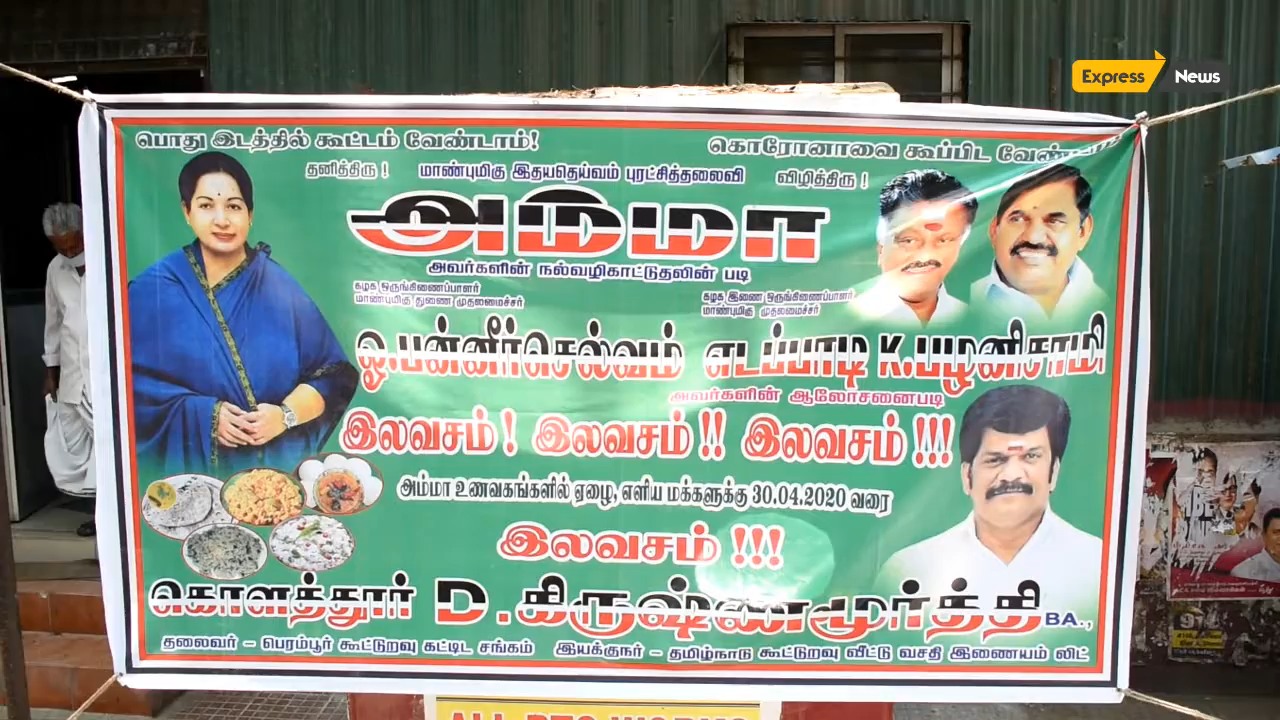 Express News
பொது இடத்தில் கூட்டம் வேண்டாம்!
கொரோனாவை கூப்பிட
தனித்திரு !
மாண்புமிகு இதயதெய்வம் புரட்சித்தலைவி
விழித்திரு !
அம்மா
அவர்களின் நல்வழிகாட்டுதலின் படி
கழக ஒருங்கிணைப்பாளர்
மாண்புமிகு துணை முதலமைச்சர்
கழக இணை ஒருங்கிணைப்பாளர்
மாண்புமிகு முதலமைச்சர்
ஓ.பன்னீர்செல்வம் எடப்பாடி K.பழனிசாமி
அவர்களின் ஆலோசனைபடி
இலவசம்! இலவசம்!! இலவசம்!!!
அம்மா உணவகங்களில் ஏழை, எளிய மக்களுக்கு 30.04.2020 வரை
இலவசம் !!!
கொளத்தூர் D.கிருஷ்ணமூர்த்தி BA.,
தலைவர் - பெரம்பூர் கூட்டுறவு கட்டிட சங்கம் இயக்குநர் - தமிழ்நாடு கூட்டுறவு வீட்டு வசதி இணையம் லிட்